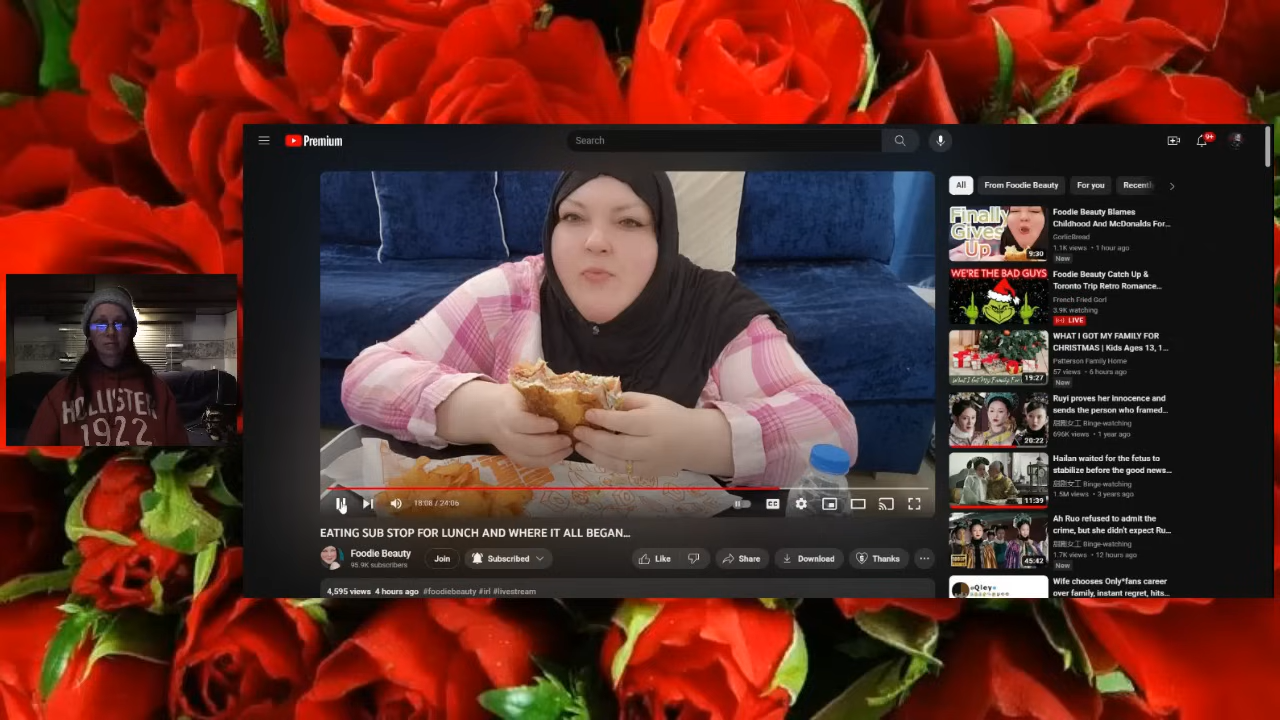 Premium
Search
9+
All
From Foodie Beauty
For you
Recently
Finally Gives Up
9:30
Foodie Beauty Blames
Childhood And McDonalds For...
GorlieBread
1.1K views • 1 hour ago
New
WE'RE THE BAD GUYS
Foodie Beauty Catch Up &
Toronto Trip Retro Romance...
French Fried Gorl
3.9K watching
LIVE
19:27
WHAT I GOT MY FAMILY FOR
CHRISTMAS | Kids Ages 13, 1...
Patterson Family Home
57 views • 6 hours ago
New
20:22
Ruyi proves her innocence and
sends the person who framed...
Binge-watching
696K views • 1 year ago
11:39
Hailan waited for the fetus to
stabilize before the good news...
Binge-watching
1.5M views • 3 years ago
45:42
Ah Ruo refused to admit the
crime, but she didn't expect Ru...
Binge-watching
1.7K views • 12 hours ago
New
Wife chooses Only*fans career
over family, instant regret, hits...
HOLLISTER
1922
18:08 / 24:06
CC
EATING SUB STOP FOR LUNCH AND WHERE IT ALL BEGAN...
Foodie Beauty
95.9K subscribers
Join
Subscribed
Like
Share
Download
Thanks
4,595 views 4 hours ago #foodiebeauty #irl #livestream